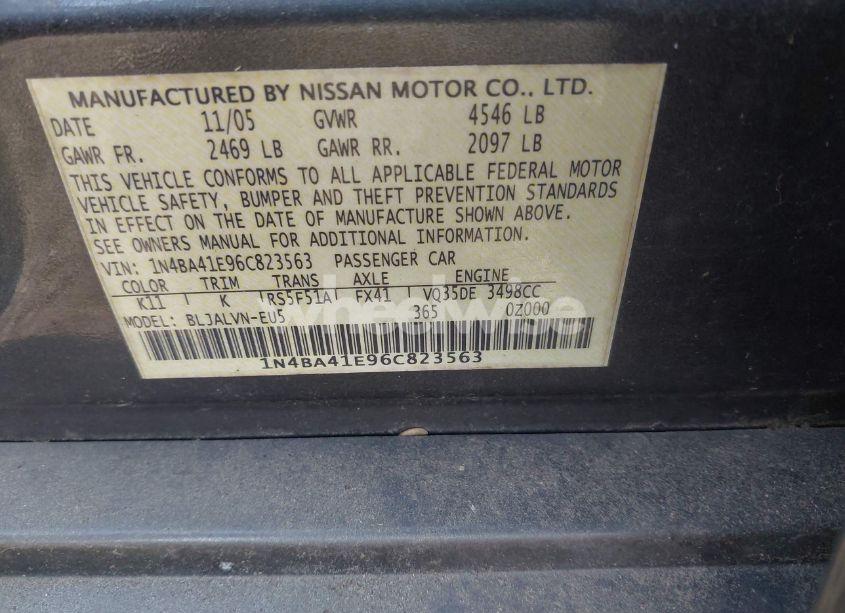 MANUFACTURED BY NISSAN MOTOR CO., LTD.
DATE 11/05 GVWR 4546 LB
GAWR FR. 2469 LB GAWR RR. 2097 LB
THIS VEHICLE CONFORMS TO ALL APPLICABLE FEDERAL MOTOR
VEHICLE SAFETY, BUMPER AND THEFT PREVENTION STANDARDS
IN EFFECT ON THE DATE OF MANUFACTURE SHOWN ABOVE.
SEE OWNERS MANUAL FOR ADDITIONAL INFORMATION.
VIN: 1N4BA41E96C823563 PASSENGER CAR
COLOR TRIM TRANS AXLE ENGINE
K11 K RS5F51A FX41 VQ35DE 3498CC
MODEL: BLJALVN-EU5 365 0Z000
1N4BA41E96C823563
wheelwise